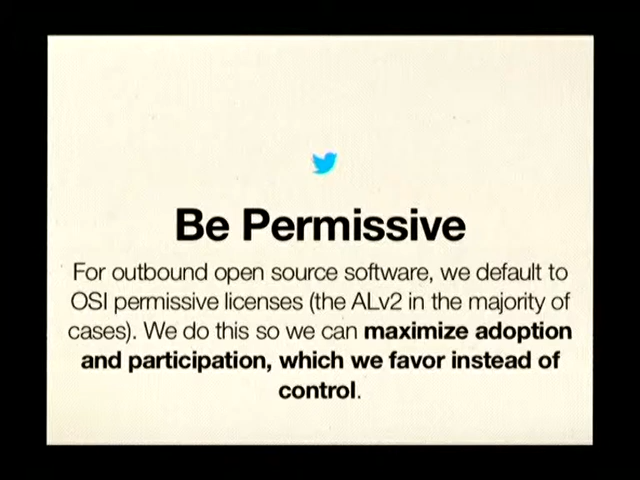 Be Permissive
For outbound open source software, we default to
OSI permissive licenses (the ALv2 in the majority of
cases). We do this so we can maximize adoption
and participation, which we favor instead of
control.